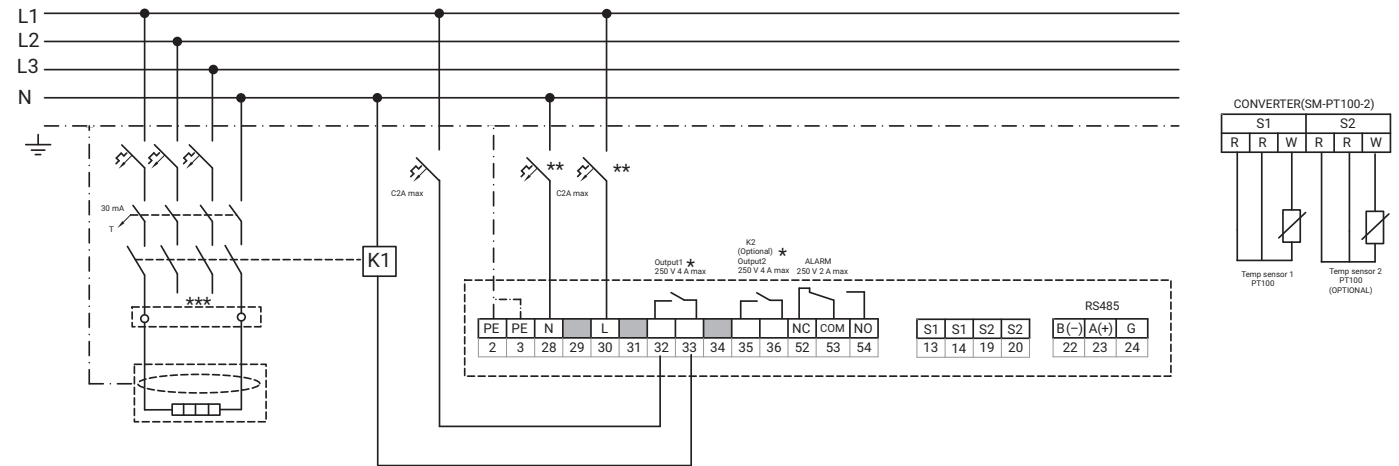 L1
L2
L3
N
CONVERTER(SM-PT100-2)
S1 S2
R R W R R W
** **
C2A max C2A max
30 mA
T
K1
K2
(Optional) *
Output1 * Output2 ALARM
250 V 4 A max 250 V 4 A max 250 V 2 A max
Temp sensor 1
PT100
Temp sensor 2
PT100
(OPTIONAL)
***
RS485
PE PE N L NC COM NO S1 S1 S2 S2 B(−) A(+) G
2 3 28 29 30 31 32 33 34 35 36 52 53 54 13 14 19 20 22 23 24